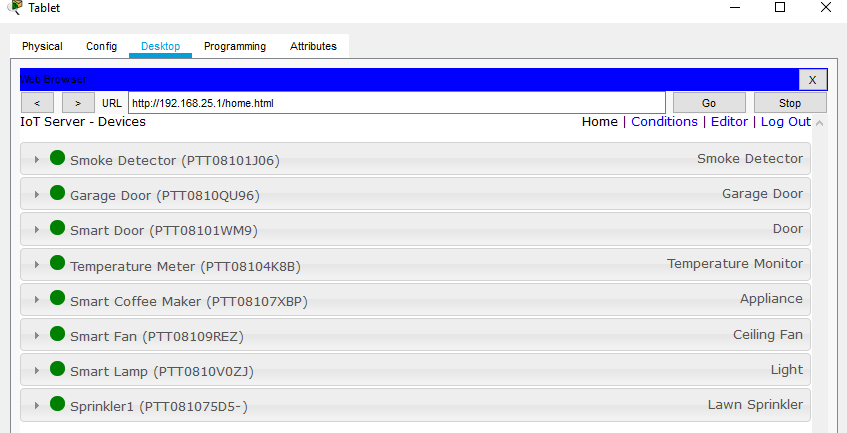 Tablet
Physical Config Desktop Programming Attributes
Web Browser X
< > URL http://192.168.25.1/home.html Go Stop
IoT Server - Devices Home | Conditions | Editor | Log Out
Smoke Detector (PTT08101J06) Smoke Detector
Garage Door (PTT0810QU96) Garage Door
Smart Door (PTT08101WM9) Door
Temperature Meter (PTT08104K8B) Temperature Monitor
Smart Coffee Maker (PTT08107XBP) Appliance
Smart Fan (PTT08109REZ) Ceiling Fan
Smart Lamp (PTT0810V0ZJ) Light
Sprinkler1 (PTT081075D5-) Lawn Sprinkler